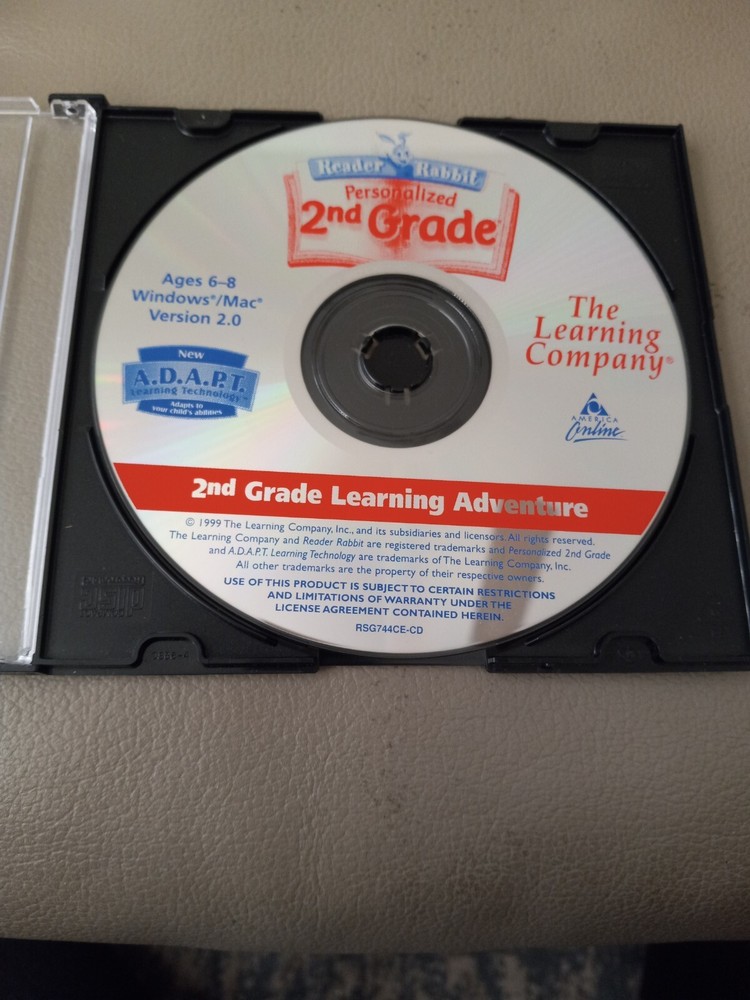 Reader Rabbit
Personalized
2nd Grade®
Ages 6–8
Windows®/Mac®
Version 2.0
New
A.D.A.P.T.
Learning Technology™
Adapts to
your child's abilities
The
Learning
Company®
AMERICA
Online
2nd Grade Learning Adventure
© 1999 The Learning Company, Inc., and its subsidiaries and licensors. All rights reserved.
The Learning Company and Reader Rabbit are registered trademarks and Personalized 2nd Grade
and A.D.A.P.T. Learning Technology are trademarks of The Learning Company, Inc.
All other trademarks are the property of their respective owners.
USE OF THIS PRODUCT IS SUBJECT TO CERTAIN RESTRICTIONS
AND LIMITATIONS OF WARRANTY UNDER THE
LICENSE AGREEMENT CONTAINED HEREIN.
RSG744CE-CD